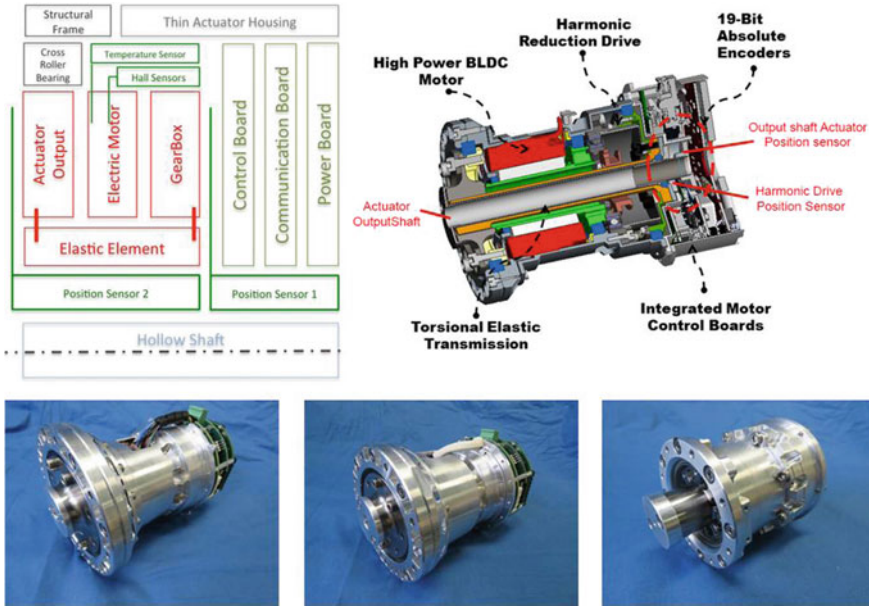 Structural
Frame
Thin Actuator Housing
Cross
Roller
Bearing
Temperature Sensor
Hall Sensors
Actuator
Output
Electric Motor
GearBox
Control Board
Communication Board
Power Board
Elastic Element
Position Sensor 2
Position Sensor 1
Hollow Shaft
High Power BLDC
Motor
Harmonic
Reduction Drive
19-Bit
Absolute
Encoders
Output shaft Actuator
Position sensor
Harmonic Drive
Position Sensor
Actuator
OutputShaft
Torsional Elastic
Transmission
Integrated Motor
Control Boards